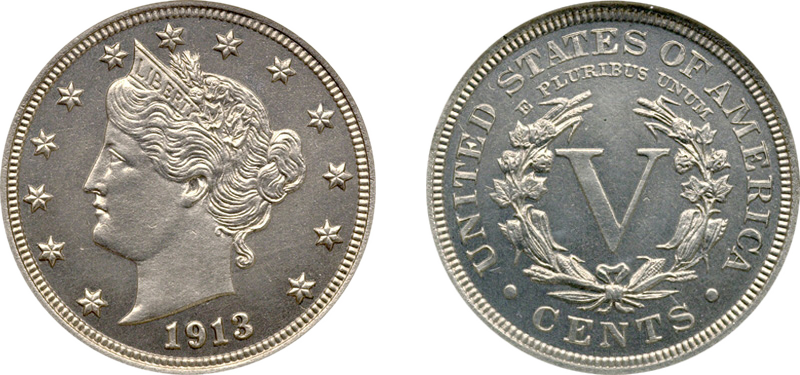 LIBERTY
1913
UNITED STATES OF AMERICA
E PLURIBUS UNUM
V
• CENTS •